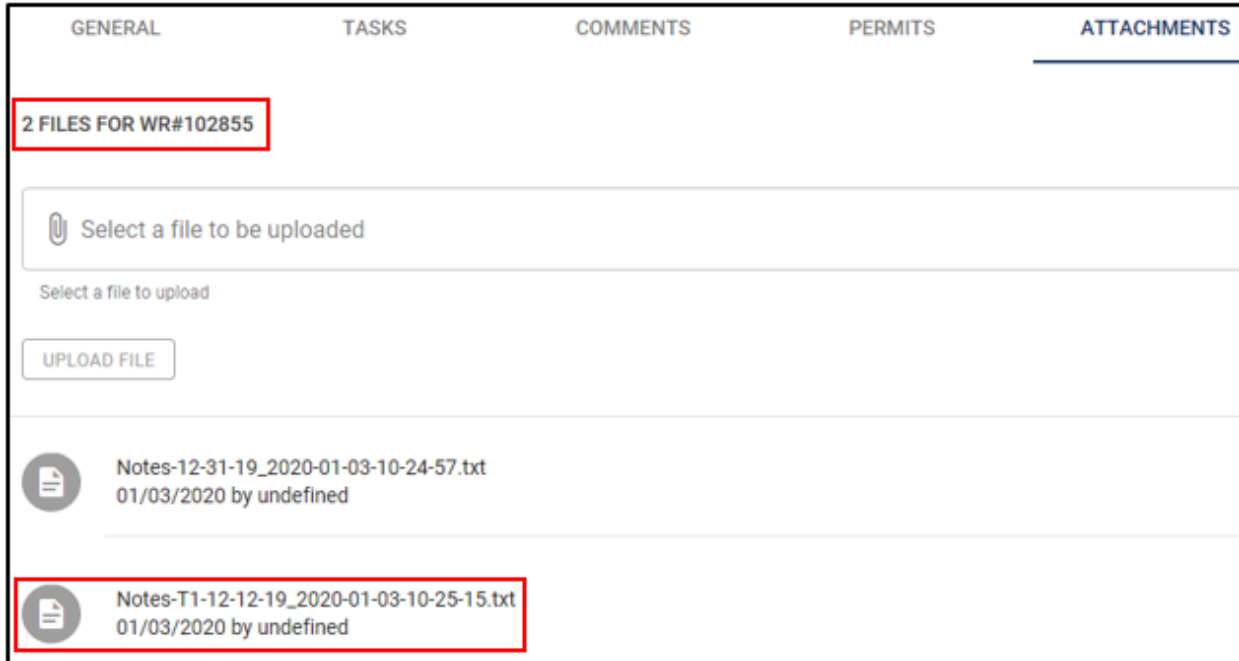 GENERAL TASKS COMMENTS PERMITS ATTACHMENTS
2 FILES FOR WR#102855
Select a file to be uploaded
Select a file to upload
UPLOAD FILE
Notes-12-31-19_2020-01-03-10-24-57.txt
01/03/2020 by undefined
Notes-T1-12-12-19_2020-01-03-10-25-15.txt
01/03/2020 by undefined